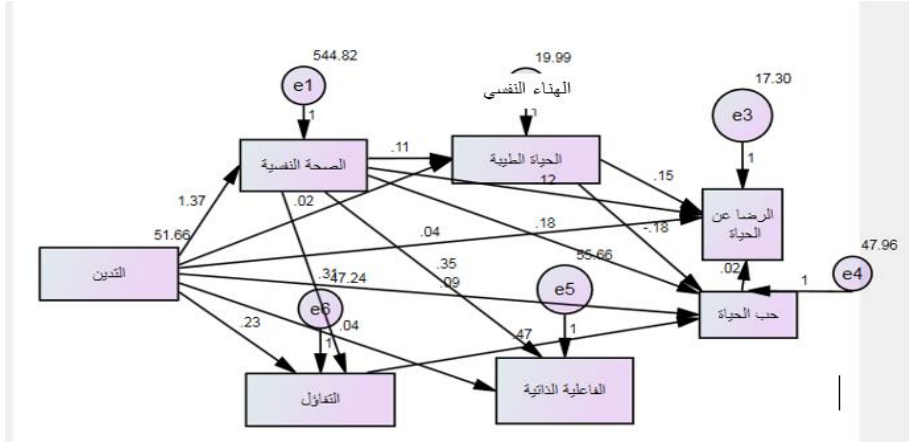 544.82
19.99
e1
الهناء النفسي
17.30
1
1
e3
الصحة النفسية
.11
الحياة الطيبة
1
.12
.15
1.37
.02
الرضا عن
الحياة
51.66
.04
.18
-.18
47.96
التدين
.31
47.24
.35
.09
55.66
.02
1
e4
e6
e5
حب الحياة
.23
.04
1
1
.47
التفاؤل
الفاعلية الذاتية